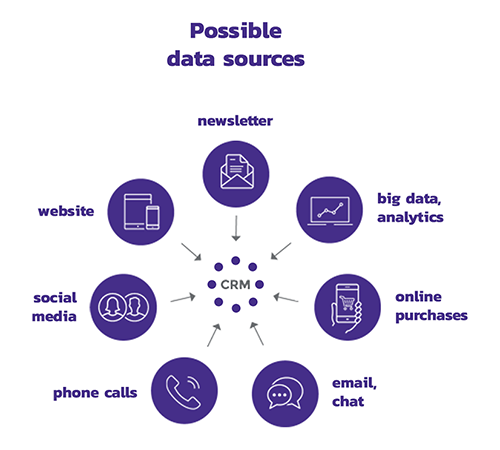 Possible
data sources
newsletter
website
big data,
analytics
CRM
social
media
online
purchases
phone calls
email,
chat